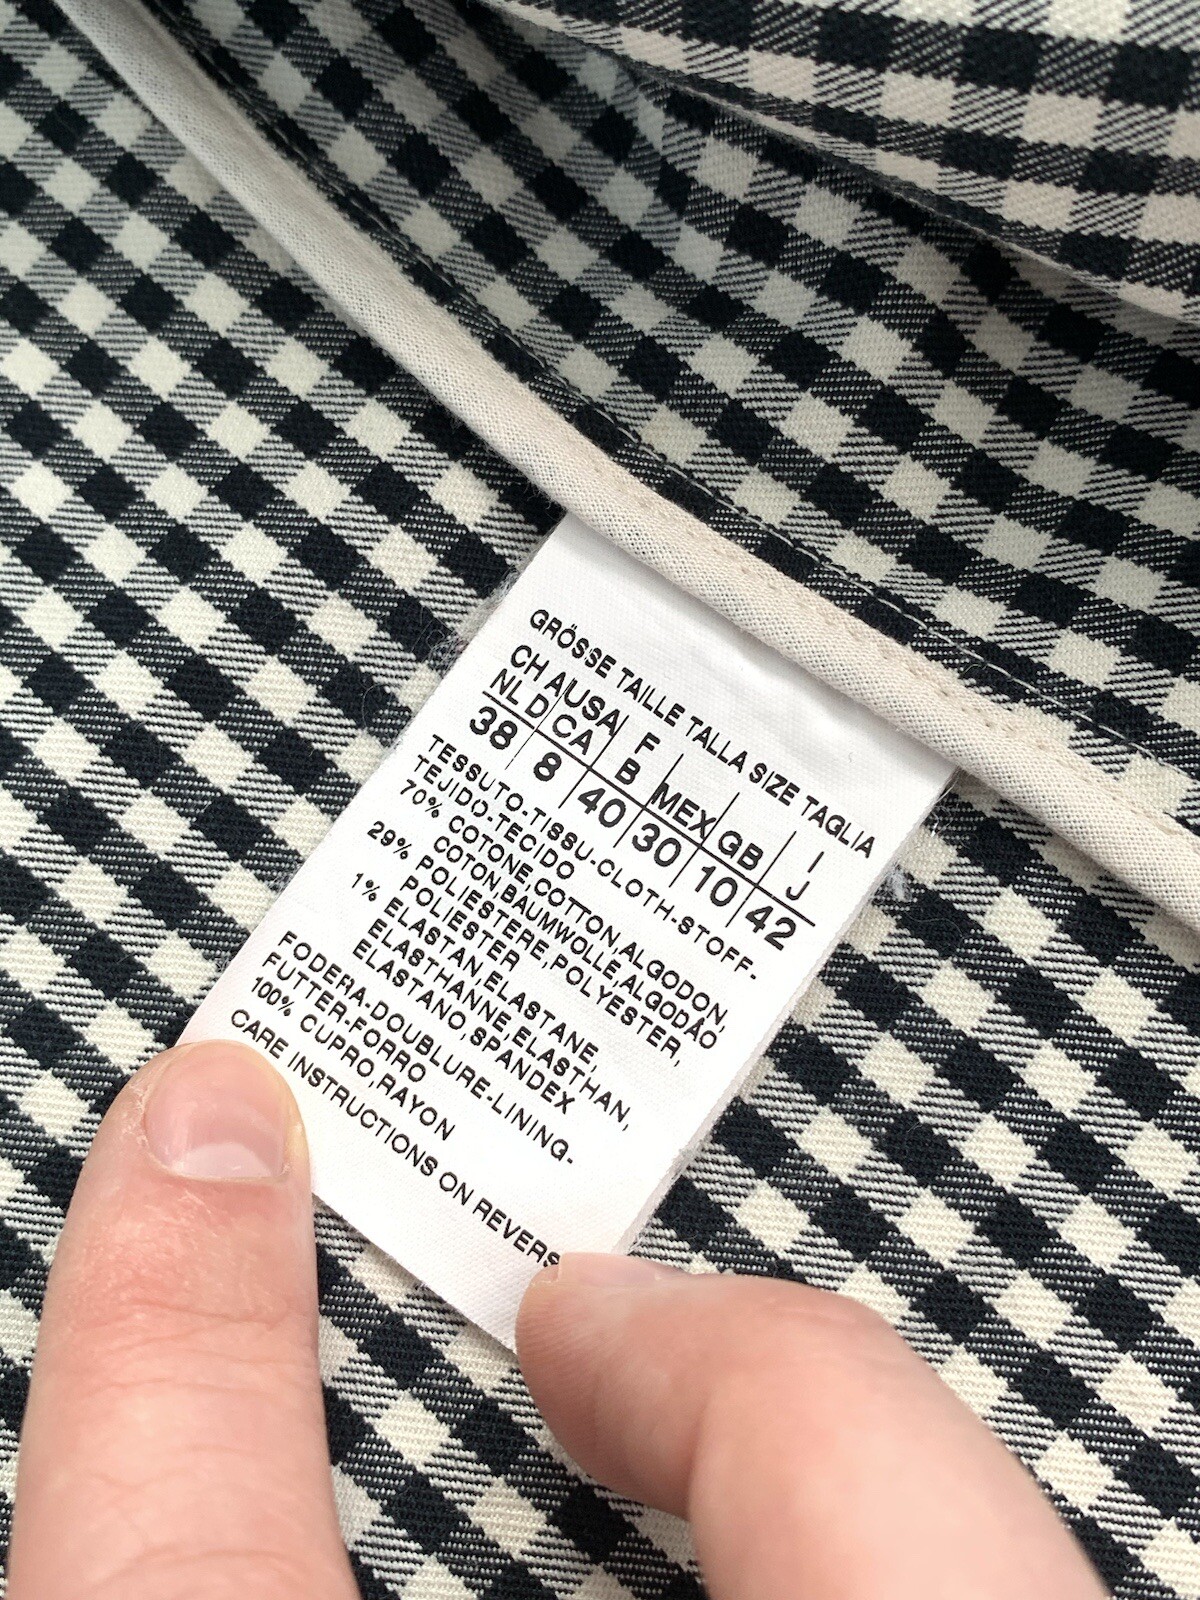 GRÖSSE TAILLE TALLA SIZE TAGLIA
CH A USA F I
NL D CA B MEX GB J
38 8 40 30 10 42
TESSUTO-TISSU-CLOTH-STOFF-
TEJIDO-TECIDO
70% COTONE,COTTON,ALGODON,
COTON,BAUMWOLLE,ALGODÃO
29% POLIESTERE,POLYESTER,
POLIESTER
1% ELASTAN,ELASTANE,
ELASTHANNE,ELASTHAN,
ELASTANO,SPANDEX
FODERA-DOUBLURE-LINING-
FUTTER-FORRO
100% CUPRO,RAYON
CARE INSTRUCTIONS ON REVERS